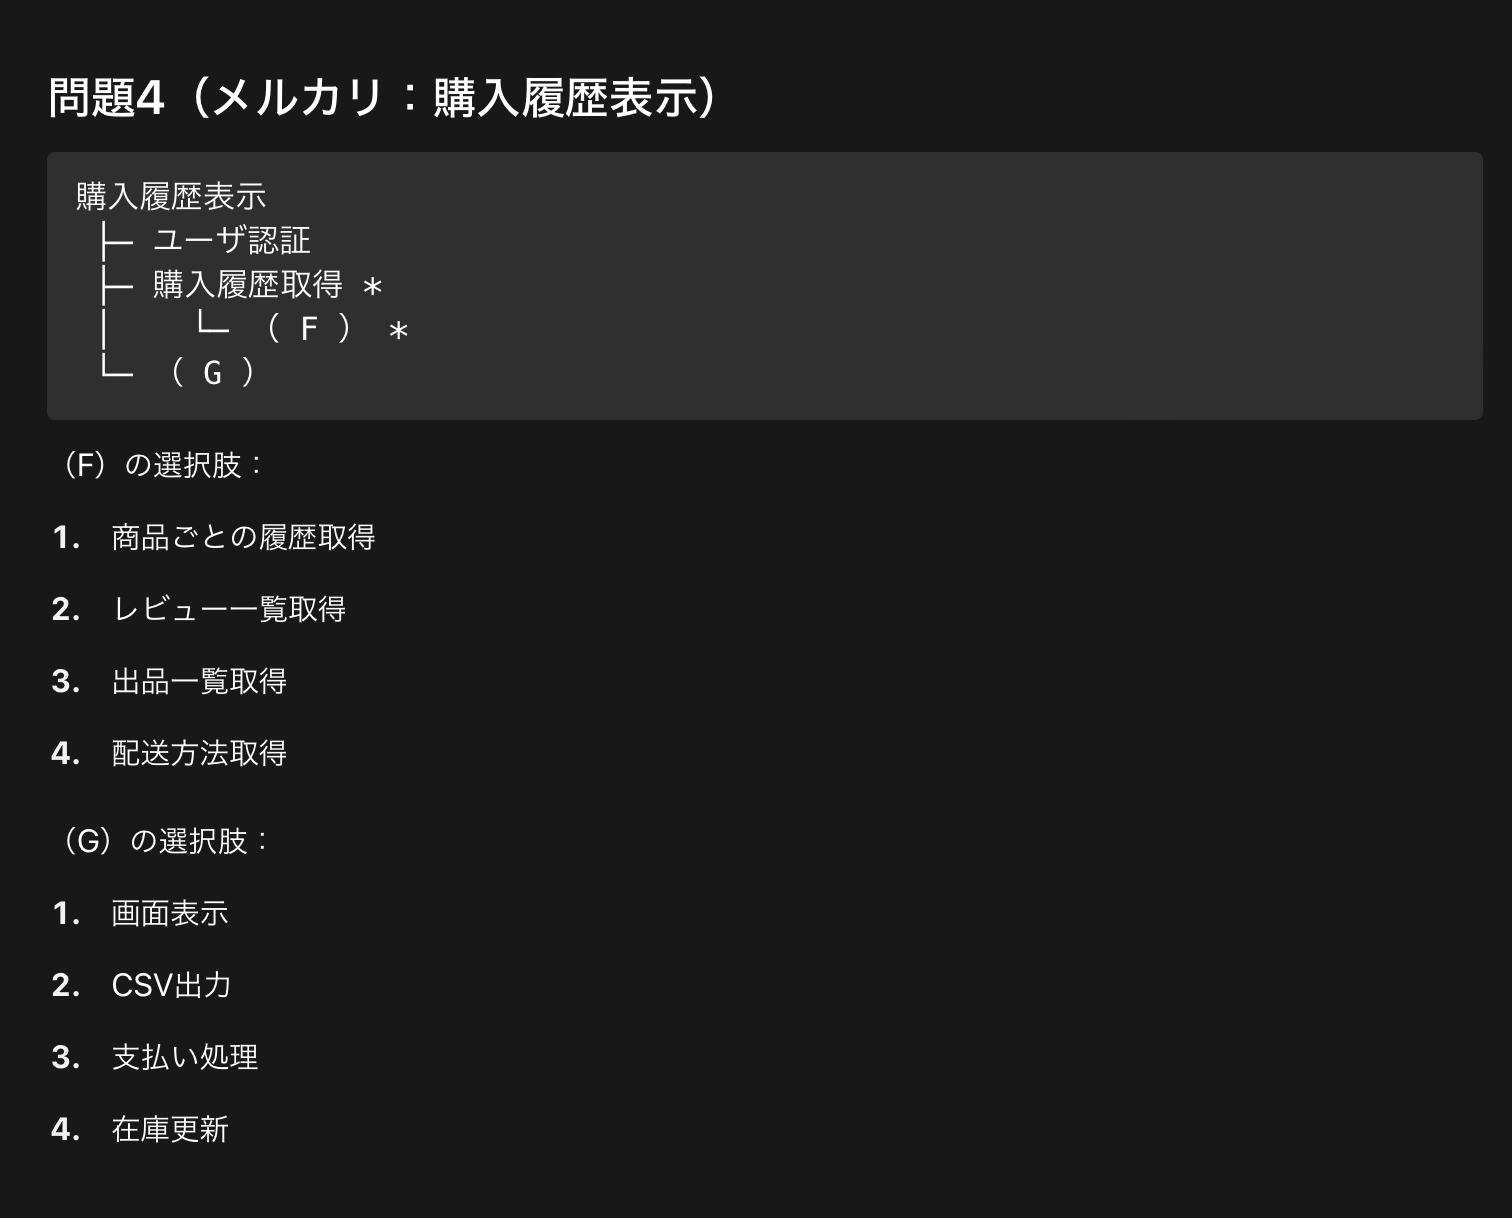 問題4（メルカリ：購入履歴表示）
購入履歴表示
├─ ユーザ認証
├─ 購入履歴取得 *
│　　└─ （ F ） *
└─ （ G ）
（F）の選択肢：
1. 商品ごとの履歴取得
2. レビュー一覧取得
3. 出品一覧取得
4. 配送方法取得
（G）の選択肢：
1. 画面表示
2. CSV出力
3. 支払い処理
4. 在庫更新